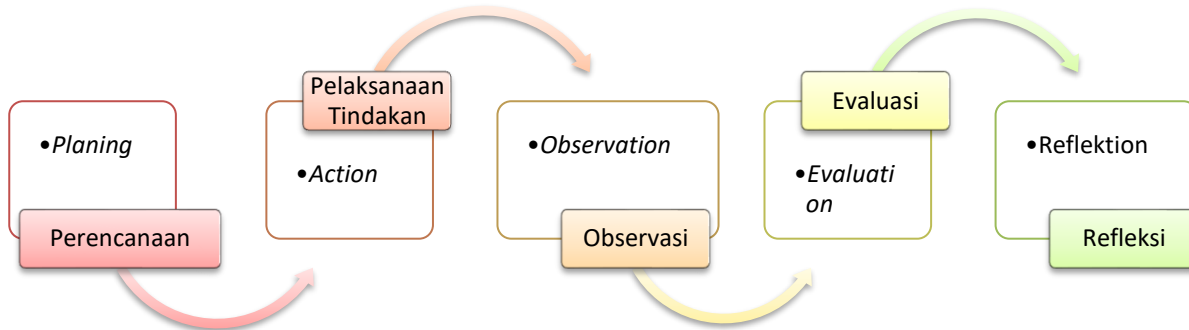 •Planing
Perencanaan
Pelaksanaan
Tindakan
•Action
•Observation
Observasi
Evaluasi
•Evaluati
on
•Reflektion
Refleksi